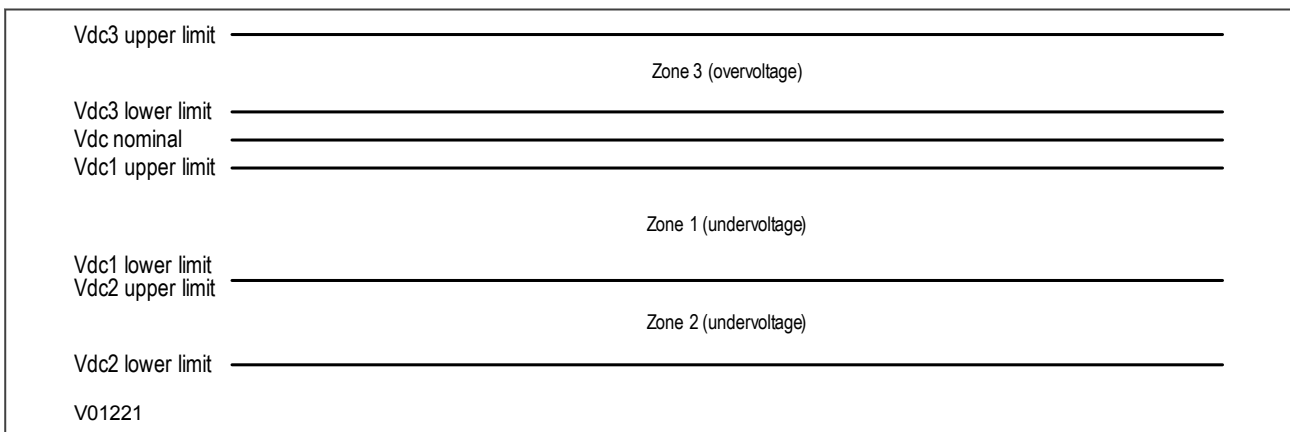 Vdc3 upper limit
Zone 3 (overvoltage)
Vdc3 lower limit
Vdc nominal
Vdc1 upper limit
Zone 1 (undervoltage)
Vdc1 lower limit
Vdc2 upper limit
Zone 2 (undervoltage)
Vdc2 lower limit
V01221